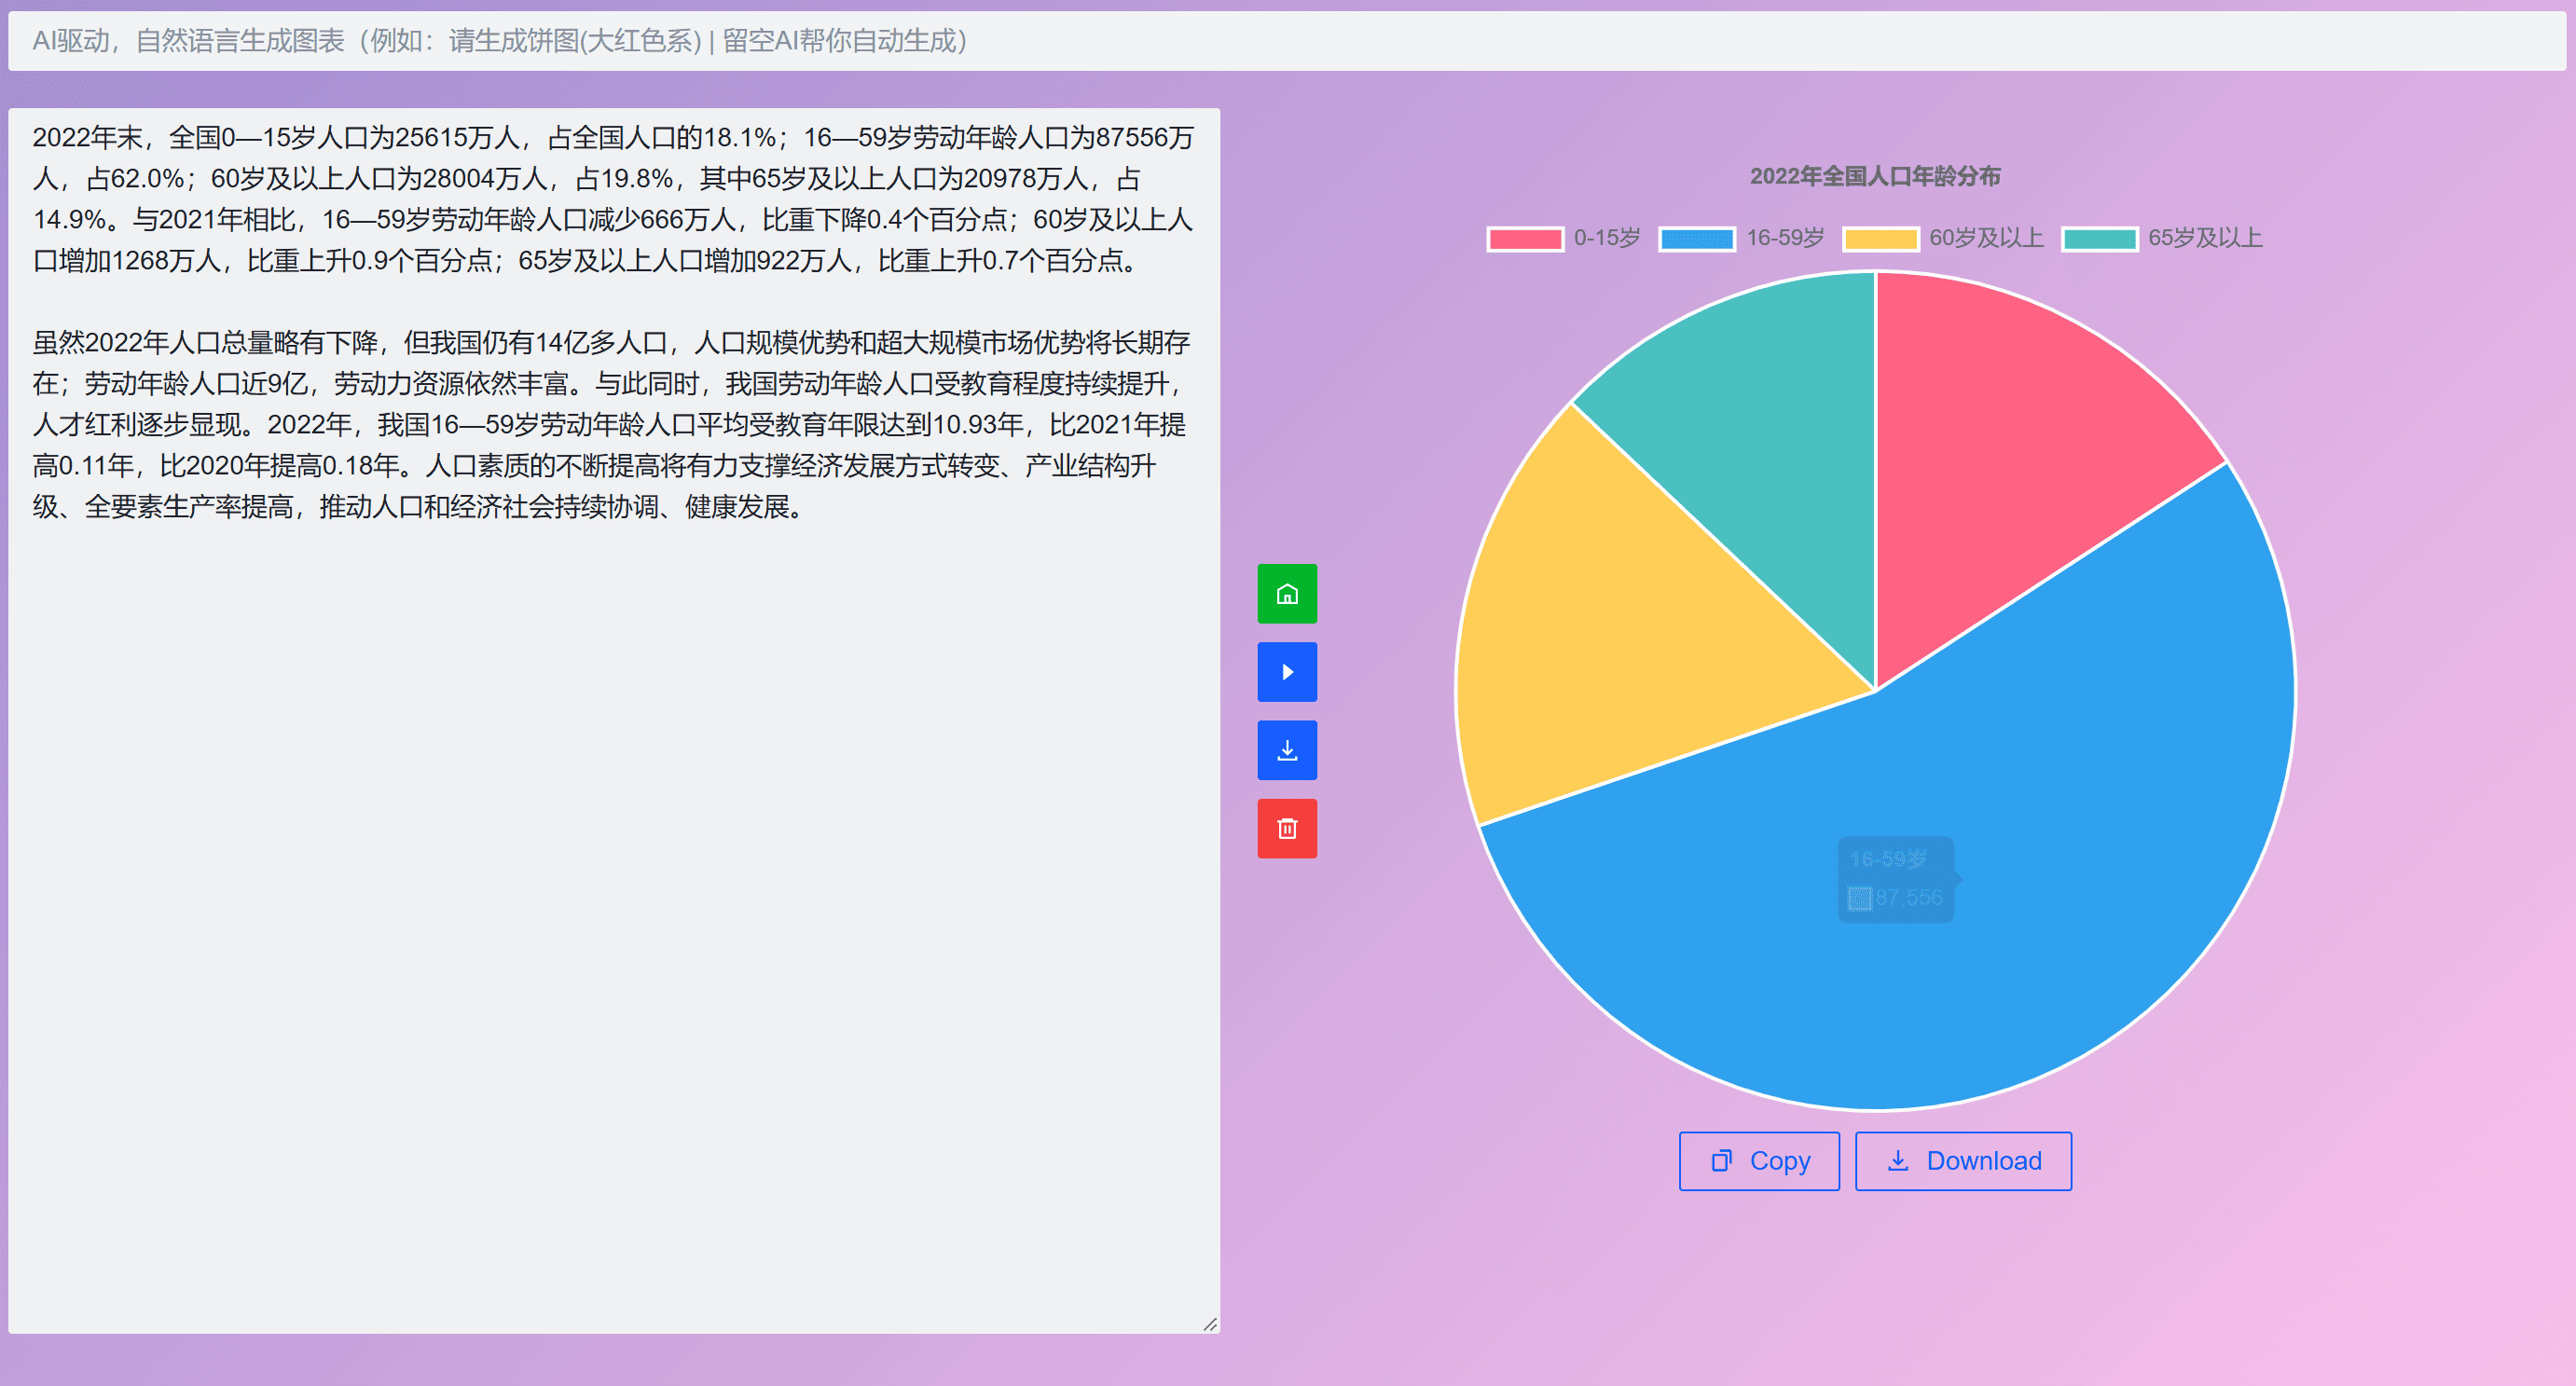 AI驱动，自然语言生成图表（例如：请生成饼图(大红色系) | 留空AI帮你自动生成）
2022年末，全国0—15岁人口为25615万人，占全国人口的18.1%；16—59岁劳动年龄人口为87556万
人，占62.0%；60岁及以上人口为28004万人，占19.8%，其中65岁及以上人口为20978万人，占
14.9%。与2021年相比，16—59岁劳动年龄人口减少666万人，比重下降0.4个百分点；60岁及以上人
口增加1268万人，比重上升0.9个百分点；65岁及以上人口增加922万人，比重上升0.7个百分点。
虽然2022年人口总量略有下降，但我国仍有14亿多人口，人口规模优势和超大规模市场优势将长期存
在；劳动年龄人口近9亿，劳动力资源依然丰富。与此同时，我国劳动年龄人口受教育程度持续提升，
人才红利逐步显现。2022年，我国16—59岁劳动年龄人口平均受教育年限达到10.93年，比2021年提
高0.11年，比2020年提高0.18年。人口素质的不断提高将有力支撑经济发展方式转变、产业结构升
级、全要素生产率提高，推动人口和经济社会持续协调、健康发展。
2022年全国人口年龄分布
0-15岁 16-59岁 60岁及以上 65岁及以上
16-59岁
87,556
Copy Download